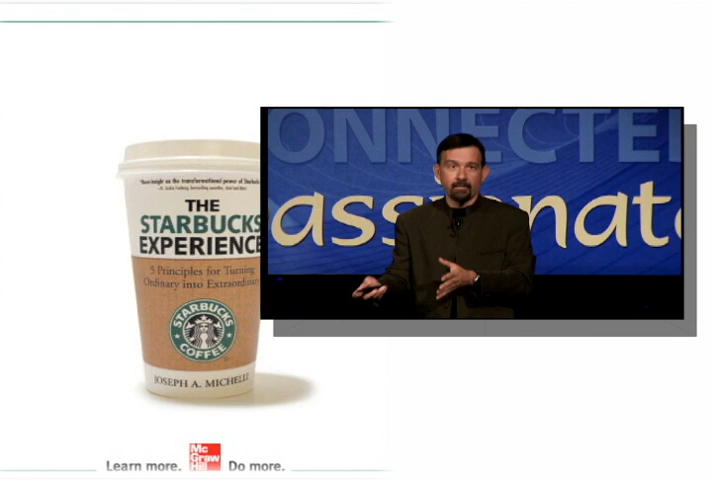 THE
STARBUCKS
EXPERIENCE
5 Principles for Turning
Ordinary into Extraordinary
STARBUCKS
COFFEE
JOSEPH A. MICHELLI
ONNECTE
assionat
Learn more.
Mc
Graw
Hill
Do more.